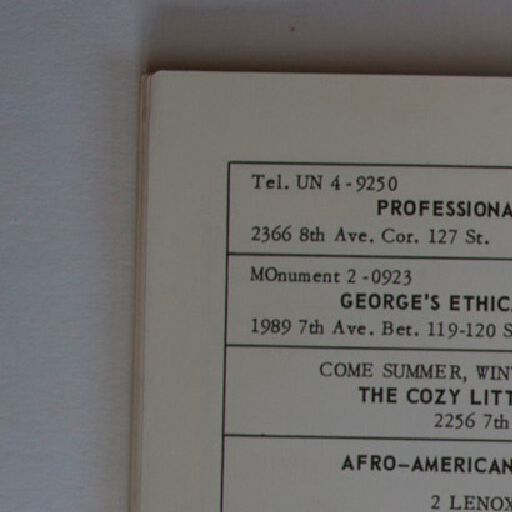 Tel. UN 4-9250
PROFESSIONA
2366 8th Ave. Cor. 127 St.
MOnument 2-0923
GEORGE'S ETHIC
1989 7th Ave. Bet. 119-120 S
COME SUMMER, WIN
THE COZY LITT
2256 7th
AFRO-AMERICAN
2 LENOX